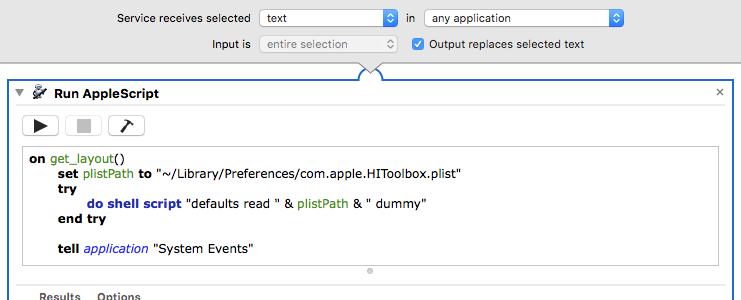 Service receives selected text in any application
Input is entire selection Output replaces selected text
Run AppleScript
on get_layout()
set plistPath to "~/Library/Preferences/com.apple.HIToolbox.plist"
try
do shell script "defaults read " & plistPath & " dummy"
end try
tell application "System Events"
Results Options